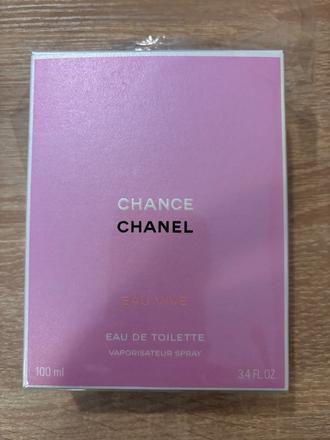 CHANCE
CHANEL
EAU VIVE
EAU DE TOILETTE
VAPORISATEUR SPRAY
100 ml
3.4 FL.OZ